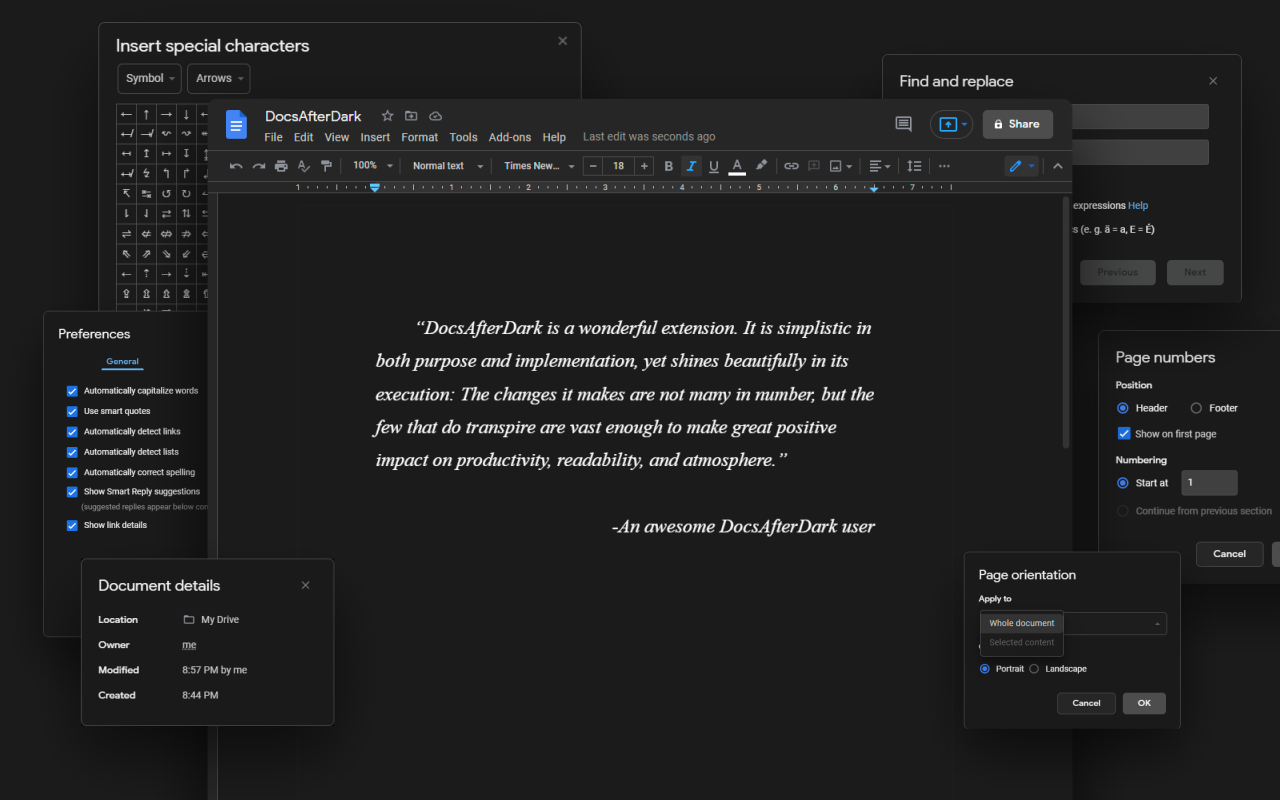 Insert special characters
Symbol
Arrows
Find and replace
DocsAfterDark
File Edit View Insert Format Tools Add-ons Help Last edit was seconds ago
Share
100% Normal text Times New... 18 B I U A
1 1 2 3 4 5 6 7
expressions Help
(e. g. ä = a, E = É)
Previous Next
Preferences
General
Automatically capitalize words
Use smart quotes
Automatically detect links
Automatically detect lists
Automatically correct spelling
Show Smart Reply suggestions
(suggested replies appear below
Show link details
“DocsAfterDark is a wonderful extension. It is simplistic in
both purpose and implementation, yet shines beautifully in its
execution: The changes it makes are not many in number, but the
few that do transpire are vast enough to make great positive
impact on productivity, readability, and atmosphere.”
-An awesome DocsAfterDark user
Page numbers
Position
Header Footer
Show on first page
Numbering
Start at 1
Continue from previous section
Cancel
Document details
Location My Drive
Owner me
Modified 8:57 PM by me
Created 8:44 PM
Page orientation
Apply to
Whole document
Selected content
Portrait Landscape
Cancel OK